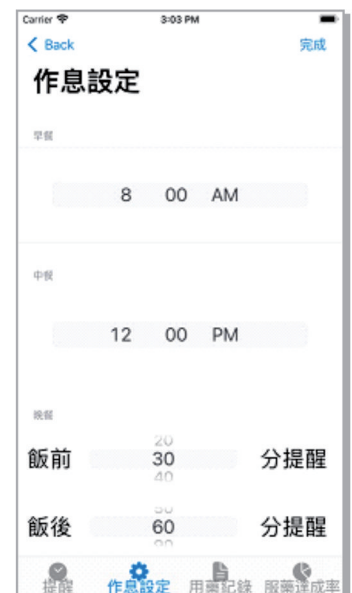 Carrier 3:03 PM
Back 完成
作息設定
早餐
8 00 AM
中餐
12 00 PM
晚餐
20
飯前 30 分提醒
40
飯後 60 分提醒
提醒 作息設定 用藥記錄 服藥達成率